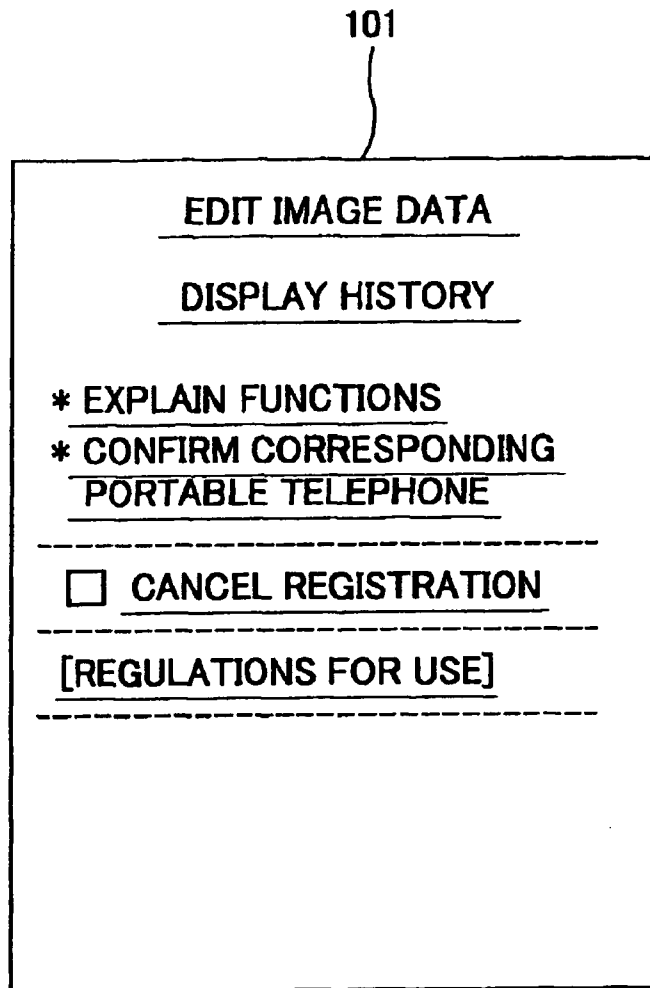 101
EDIT IMAGE DATA
DISPLAY HISTORY
* EXPLAIN FUNCTIONS
* CONFIRM CORRESPONDING
PORTABLE TELEPHONE
CANCEL REGISTRATION
[REGULATIONS FOR USE]